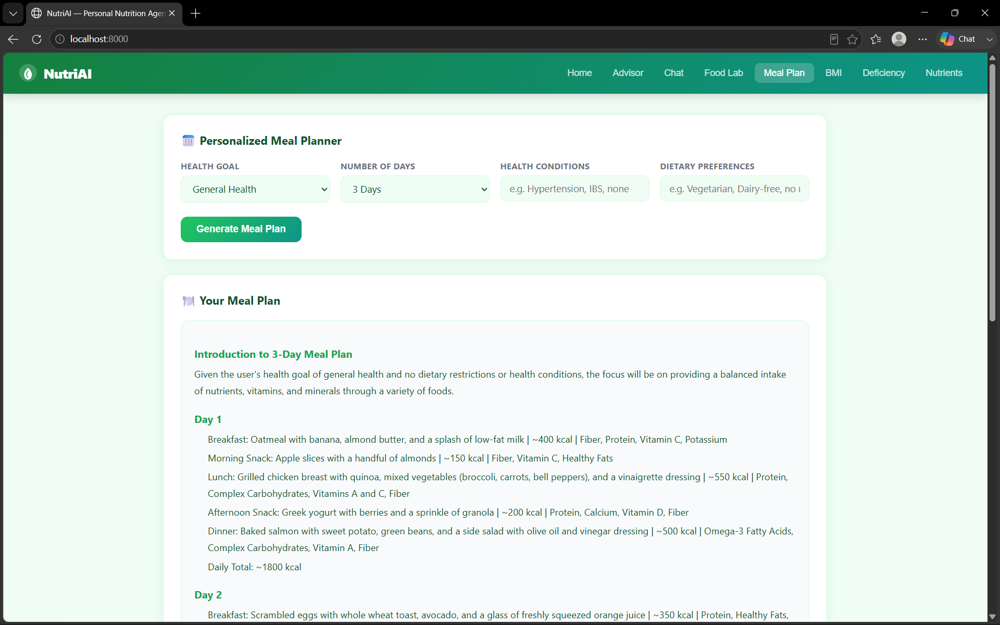 NutriAI — Personal Nutrition Agen
localhost:8000
Chat
NutriAI
Home
Advisor
Chat
Food Lab
Meal Plan
BMI
Deficiency
Nutrients
Personalized Meal Planner
HEALTH GOAL
NUMBER OF DAYS
HEALTH CONDITIONS
DIETARY PREFERENCES
General Health
3 Days
e.g. Hypertension, IBS, none
e.g. Vegetarian, Dairy-free, no
Generate Meal Plan
Your Meal Plan
Introduction to 3-Day Meal Plan
Given the user's health goal of general health and no dietary restrictions or health conditions, the focus will be on providing a balanced intake
of nutrients, vitamins, and minerals through a variety of foods.
Day 1
Breakfast: Oatmeal with banana, almond butter, and a splash of low-fat milk | ~400 kcal | Fiber, Protein, Vitamin C, Potassium
Morning Snack: Apple slices with a handful of almonds | ~150 kcal | Fiber, Vitamin C, Healthy Fats
Lunch: Grilled chicken breast with quinoa, mixed vegetables (broccoli, carrots, bell peppers), and a vinaigrette dressing | ~550 kcal | Protein,
Complex Carbohydrates, Vitamins A and C, Fiber
Afternoon Snack: Greek yogurt with berries and a sprinkle of granola | ~200 kcal | Protein, Calcium, Vitamin D, Fiber
Dinner: Baked salmon with sweet potato, green beans, and a side salad with olive oil and vinegar dressing | ~500 kcal | Omega-3 Fatty Acids,
Complex Carbohydrates, Vitamin A, Fiber
Daily Total: ~1800 kcal
Day 2
Breakfast: Scrambled eggs with whole wheat toast, avocado, and a glass of freshly squeezed orange juice | ~350 kcal | Protein, Healthy Fats,